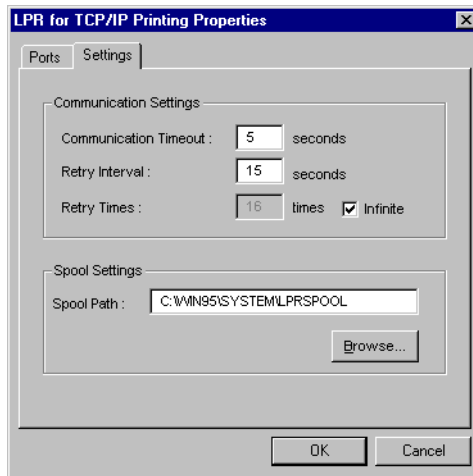 LPR for TCP/IP Printing Properties
Ports Settings
Communication Settings
Communication Timeout : 5 seconds
Retry Interval : 15 seconds
Retry Times : 16 times Infinite
Spool Settings
Spool Path : C:\WIN95\SYSTEM\LPRSPOOL
Browse...
OK Cancel